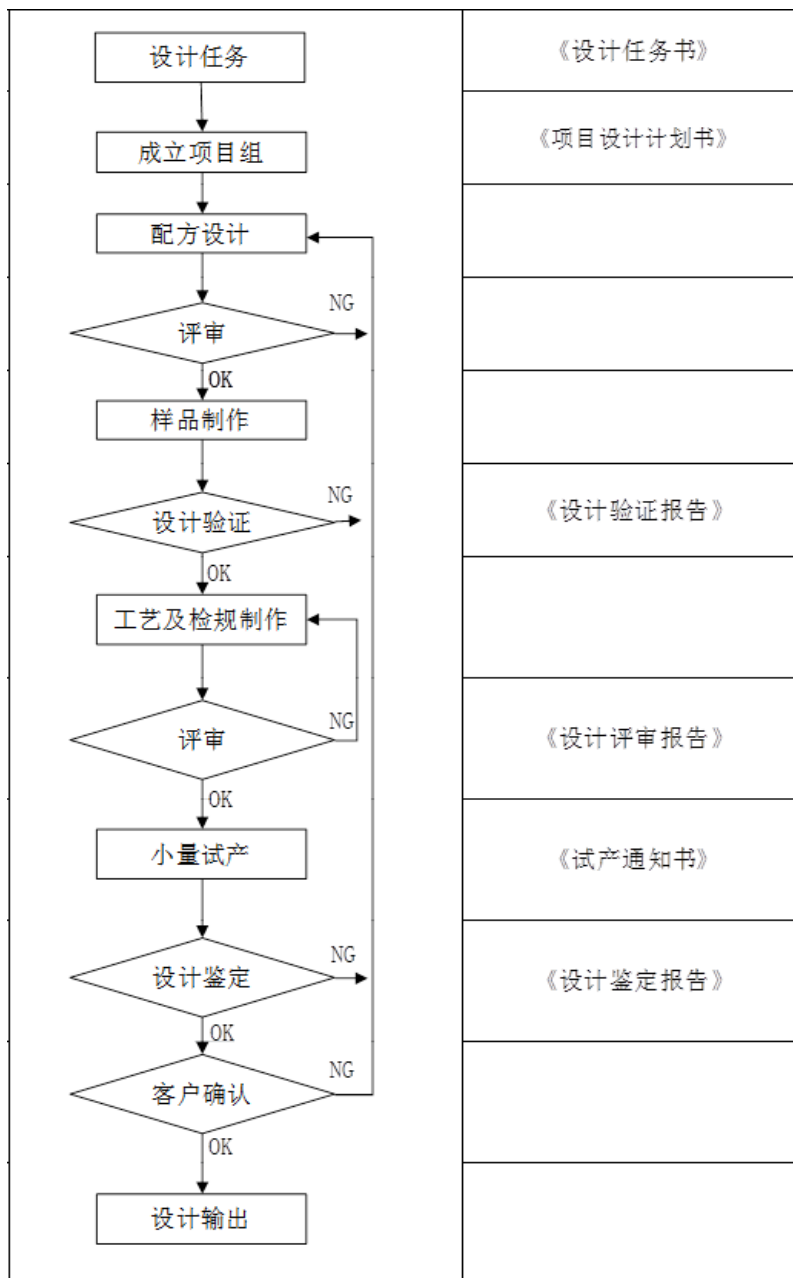 设计任务
《设计任务书》
成立项目组
《项目设计计划书》
配方设计
NG
评审
OK
样品制作
NG
设计验证
《设计验证报告》
OK
工艺及检规制作
NG
评审
《设计评审报告》
OK
小量试产
《试产通知书》
NG
设计鉴定
《设计鉴定报告》
OK
NG
客户确认
OK
设计输出